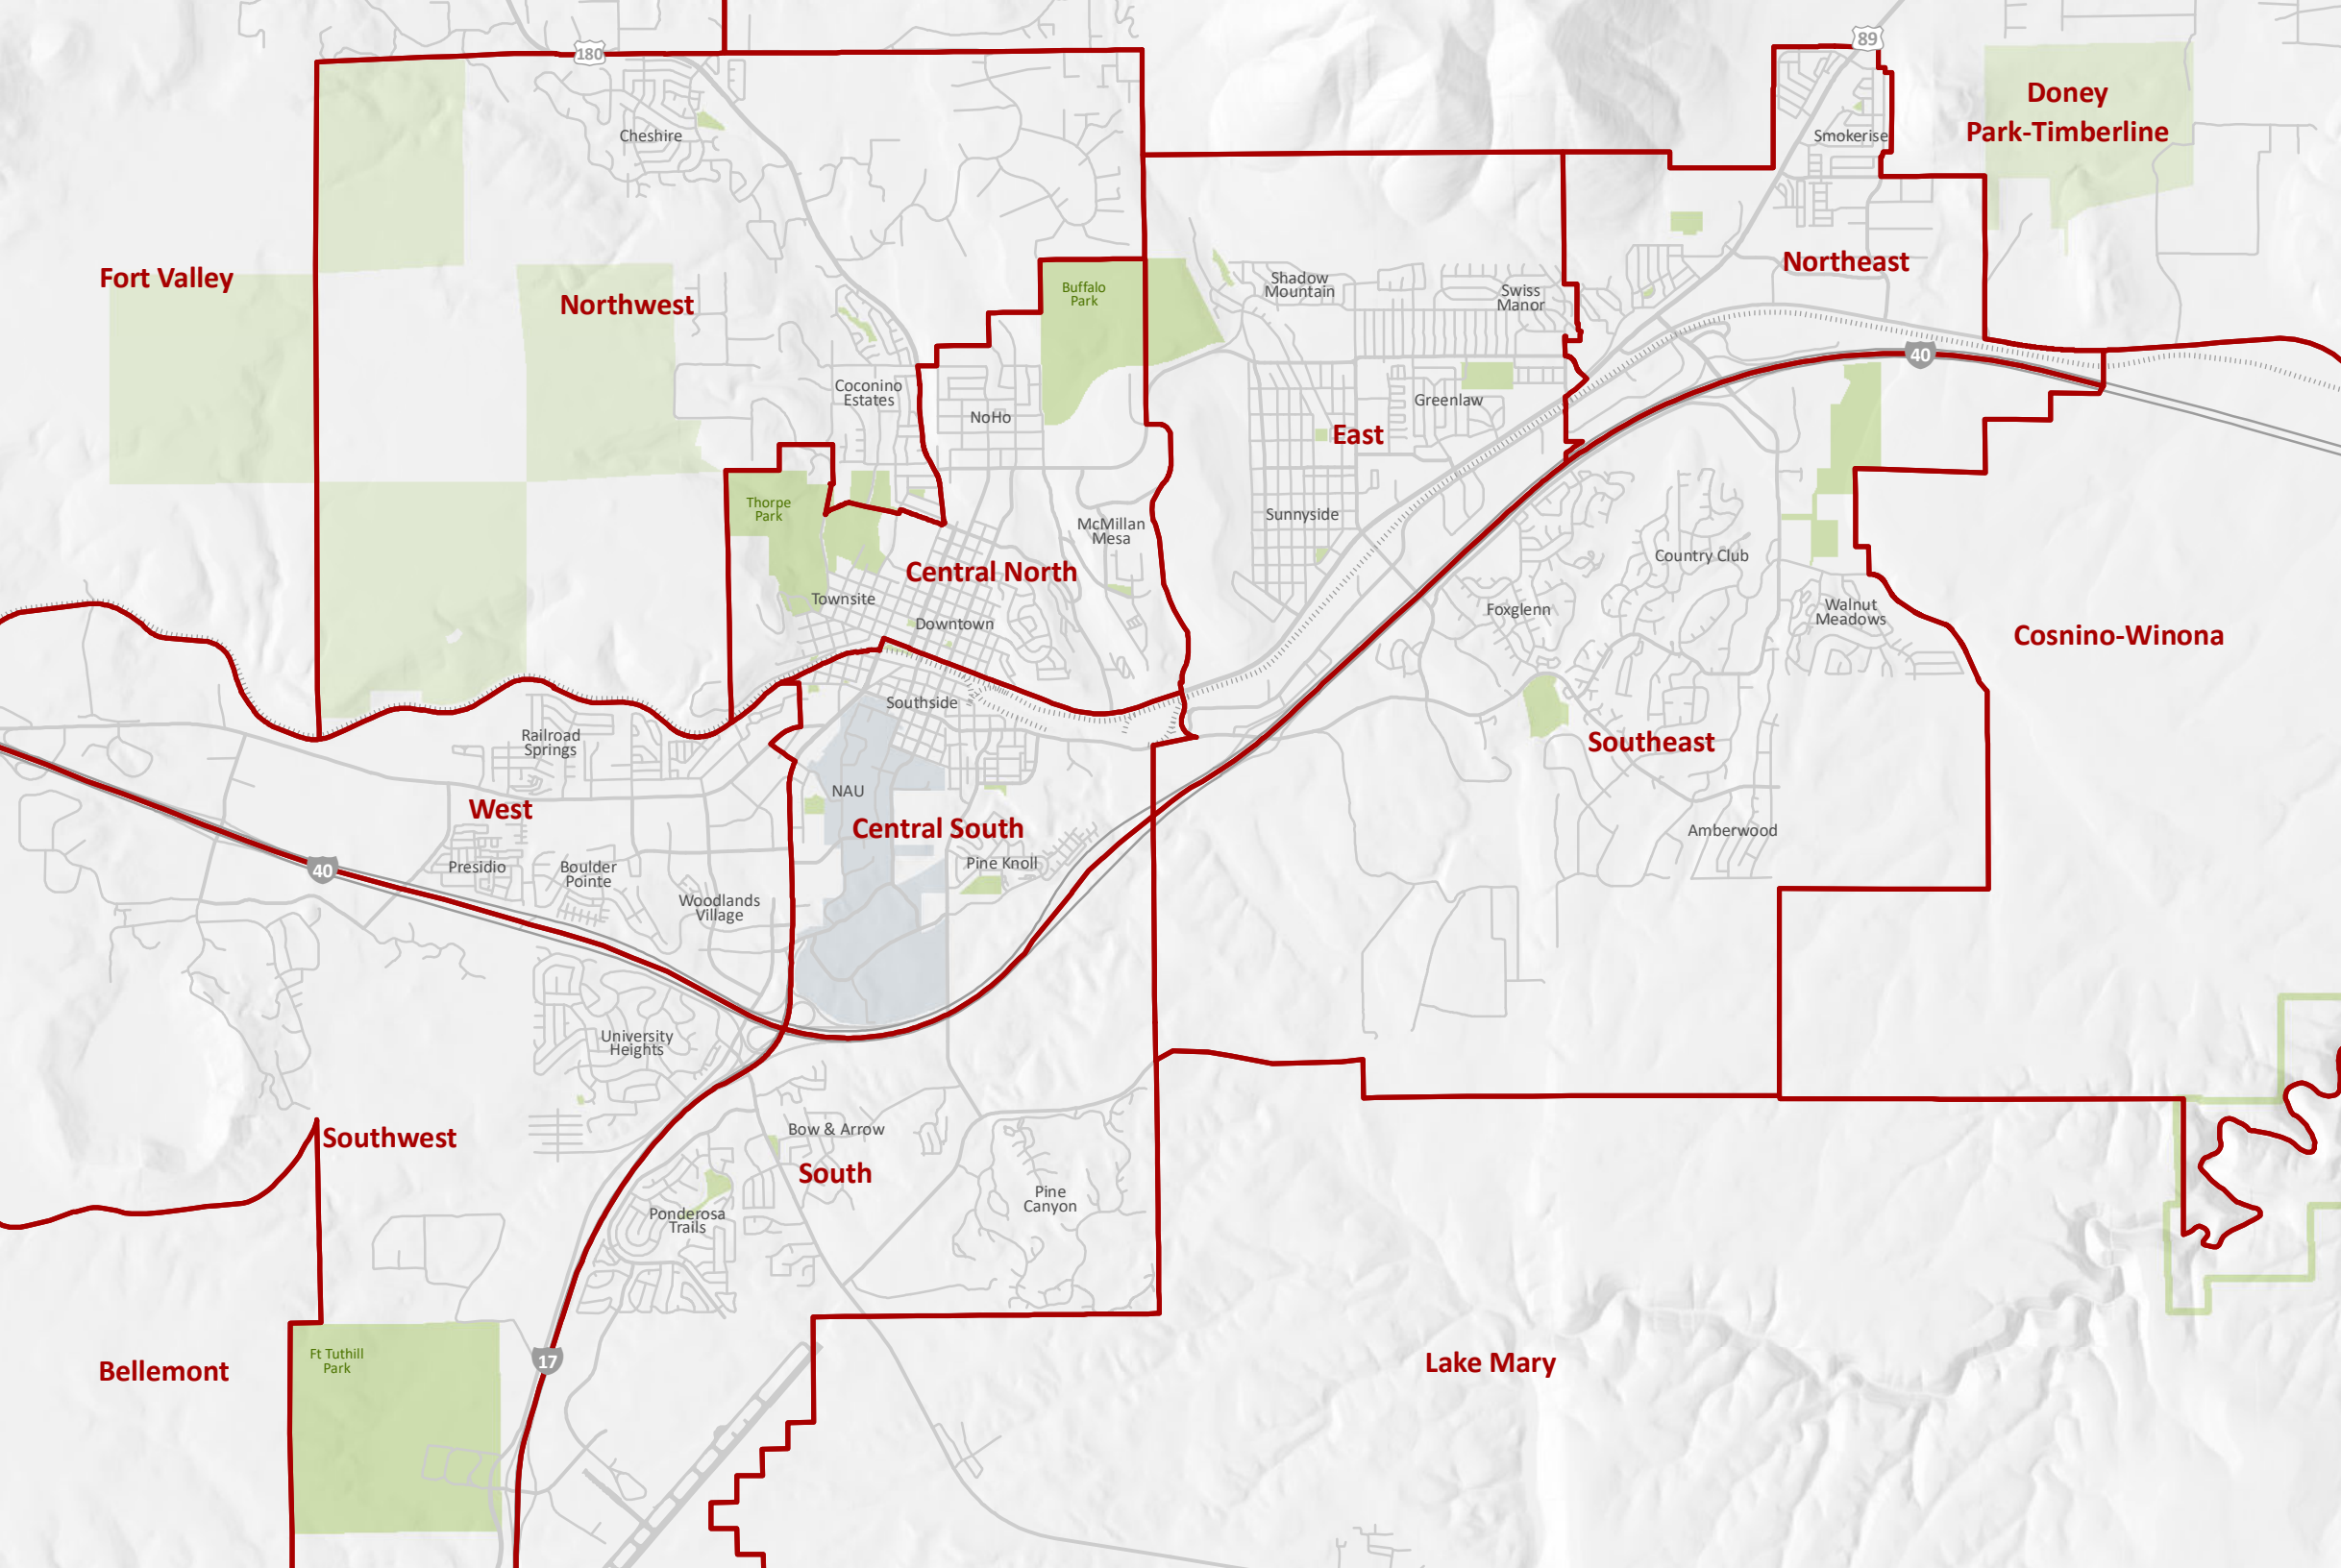 180
89
Doney
Park-Timberline
Cheshire
Smokerise
Fort Valley
Northwest
Buffalo
Park
Shadow
Mountain
Swiss
Manor
Northeast
40
Coconino
Estates
NoHo
Greenlaw
East
Thorpe
Park
McMillan
Mesa
Sunnyside
Country Club
Central North
Townsite
Downtown
Foxglenn
Walnut
Meadows
Cosnino-Winona
Southside
Railroad
Springs
Southeast
West
NAU
Central South
Amberwood
40
Presidio
Boulder
Pointe
Pine Knoll
Woodlands
Village
University
Heights
Southwest
Bow & Arrow
South
Pine
Canyon
Ponderosa
Trails
Ft Tuthill
Park
17
Bellemont
Lake Mary